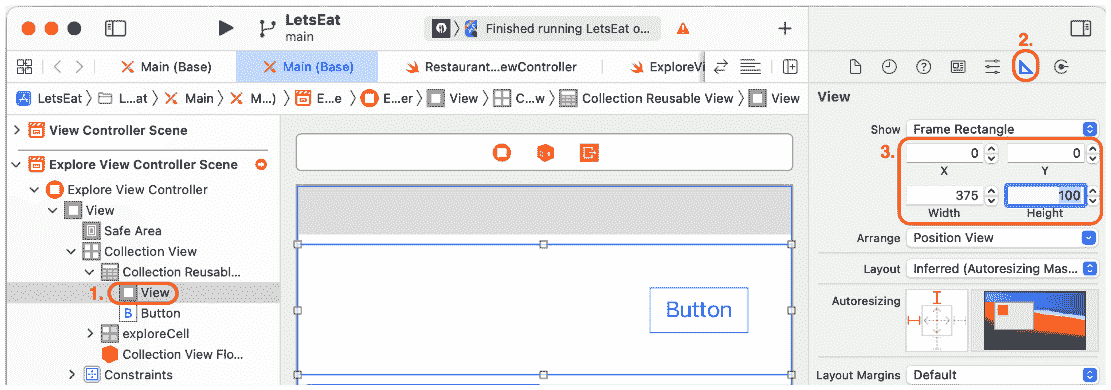 LetsEat
main
Finished running LetsEat o...
2.
Main (Base)
Main (Base)
Restaurant...ewController
ExploreVi
LetsEat
L...at
Main
M...)
E...e
E...er
View
C...w
Collection Reusable View
View
View
View Controller Scene
Show
Frame Rectangle
3.
0
0
X
Y
Explore View Controller Scene
Explore View Controller
375
100
Width
Height
View
Safe Area
Arrange
Position View
Collection View
Collection Reusabl...
Layout
Inferred (Autoresizing Mas...
1.
View
Button
Button
Autoresizing
exploreCell
Collection View Flo...
Constraints
Layout Margins
Default